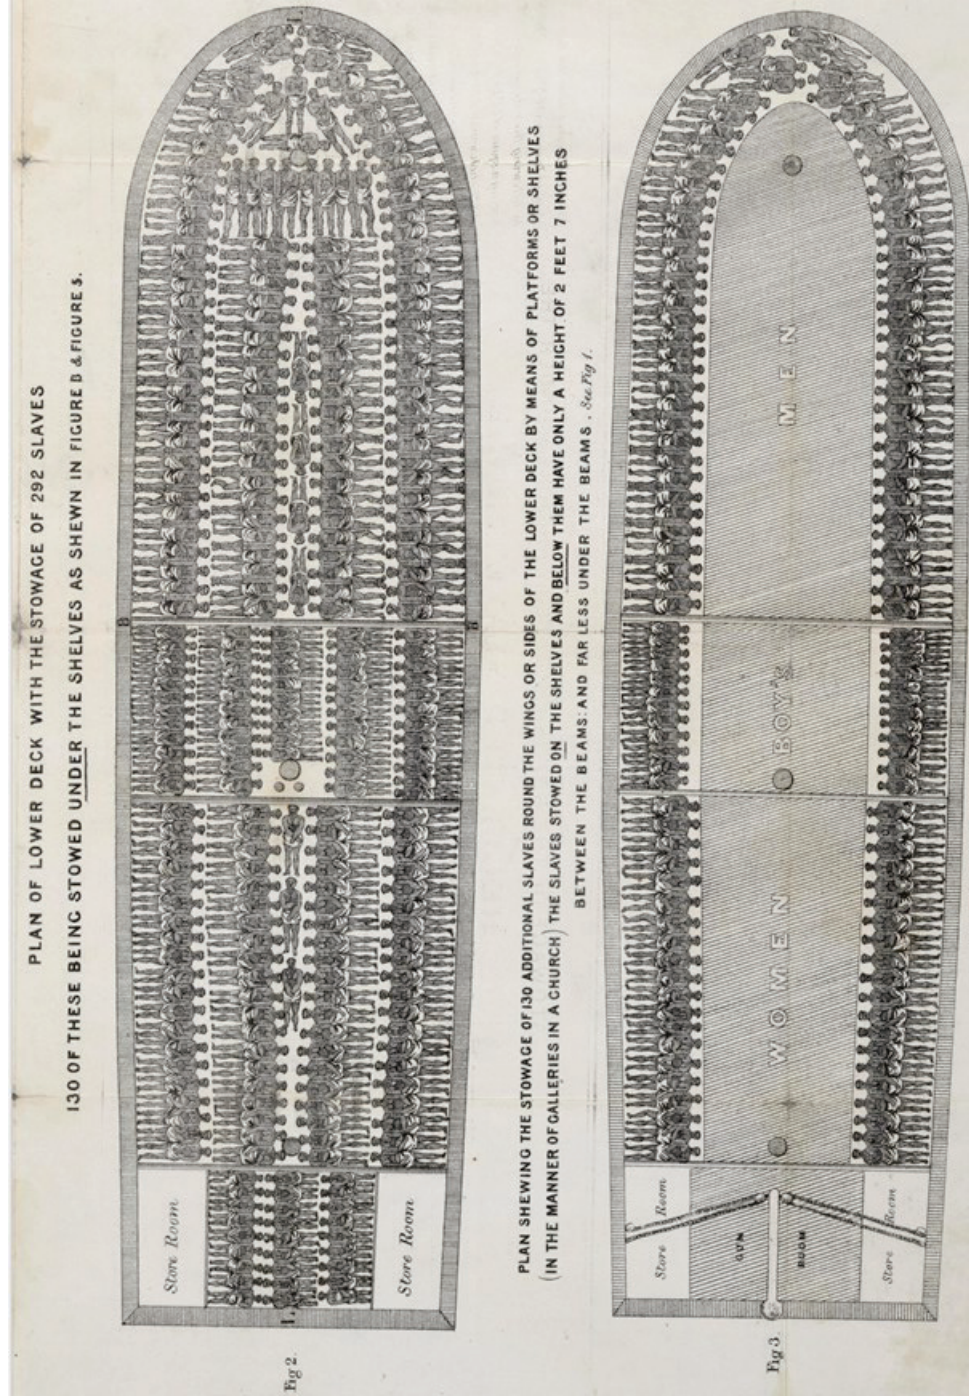 PLAN OF LOWER DECK WITH THE STOWAGE OF 292 SLAVES
130 OF THESE BEING STOWED UNDER THE SHELVES AS SHEWN IN FIGURE B & FIGURE 5.
B
B
I.
I.
Store Room
Store Room
Fig 2.
PLAN SHEWING THE STOWAGE OF 130 ADDITIONAL SLAVES ROUND THE WINGS OR SIDES OF THE LOWER DECK BY MEANS OF PLATFORMS OR SHELVES
(IN THE MANNER OF GALLERIES IN A CHURCH) THE SLAVES STOWED ON THE SHELVES AND BELOW THEM HAVE ONLY A HEIGHT OF 2 FEET 7 INCHES
BETWEEN THE BEAMS: AND FAR LESS UNDER THE BEAMS. See Fig 1.
Store Room
GUN
ROOM
Store Room
WOMEN
BOY'S
MEN
Fig 3.